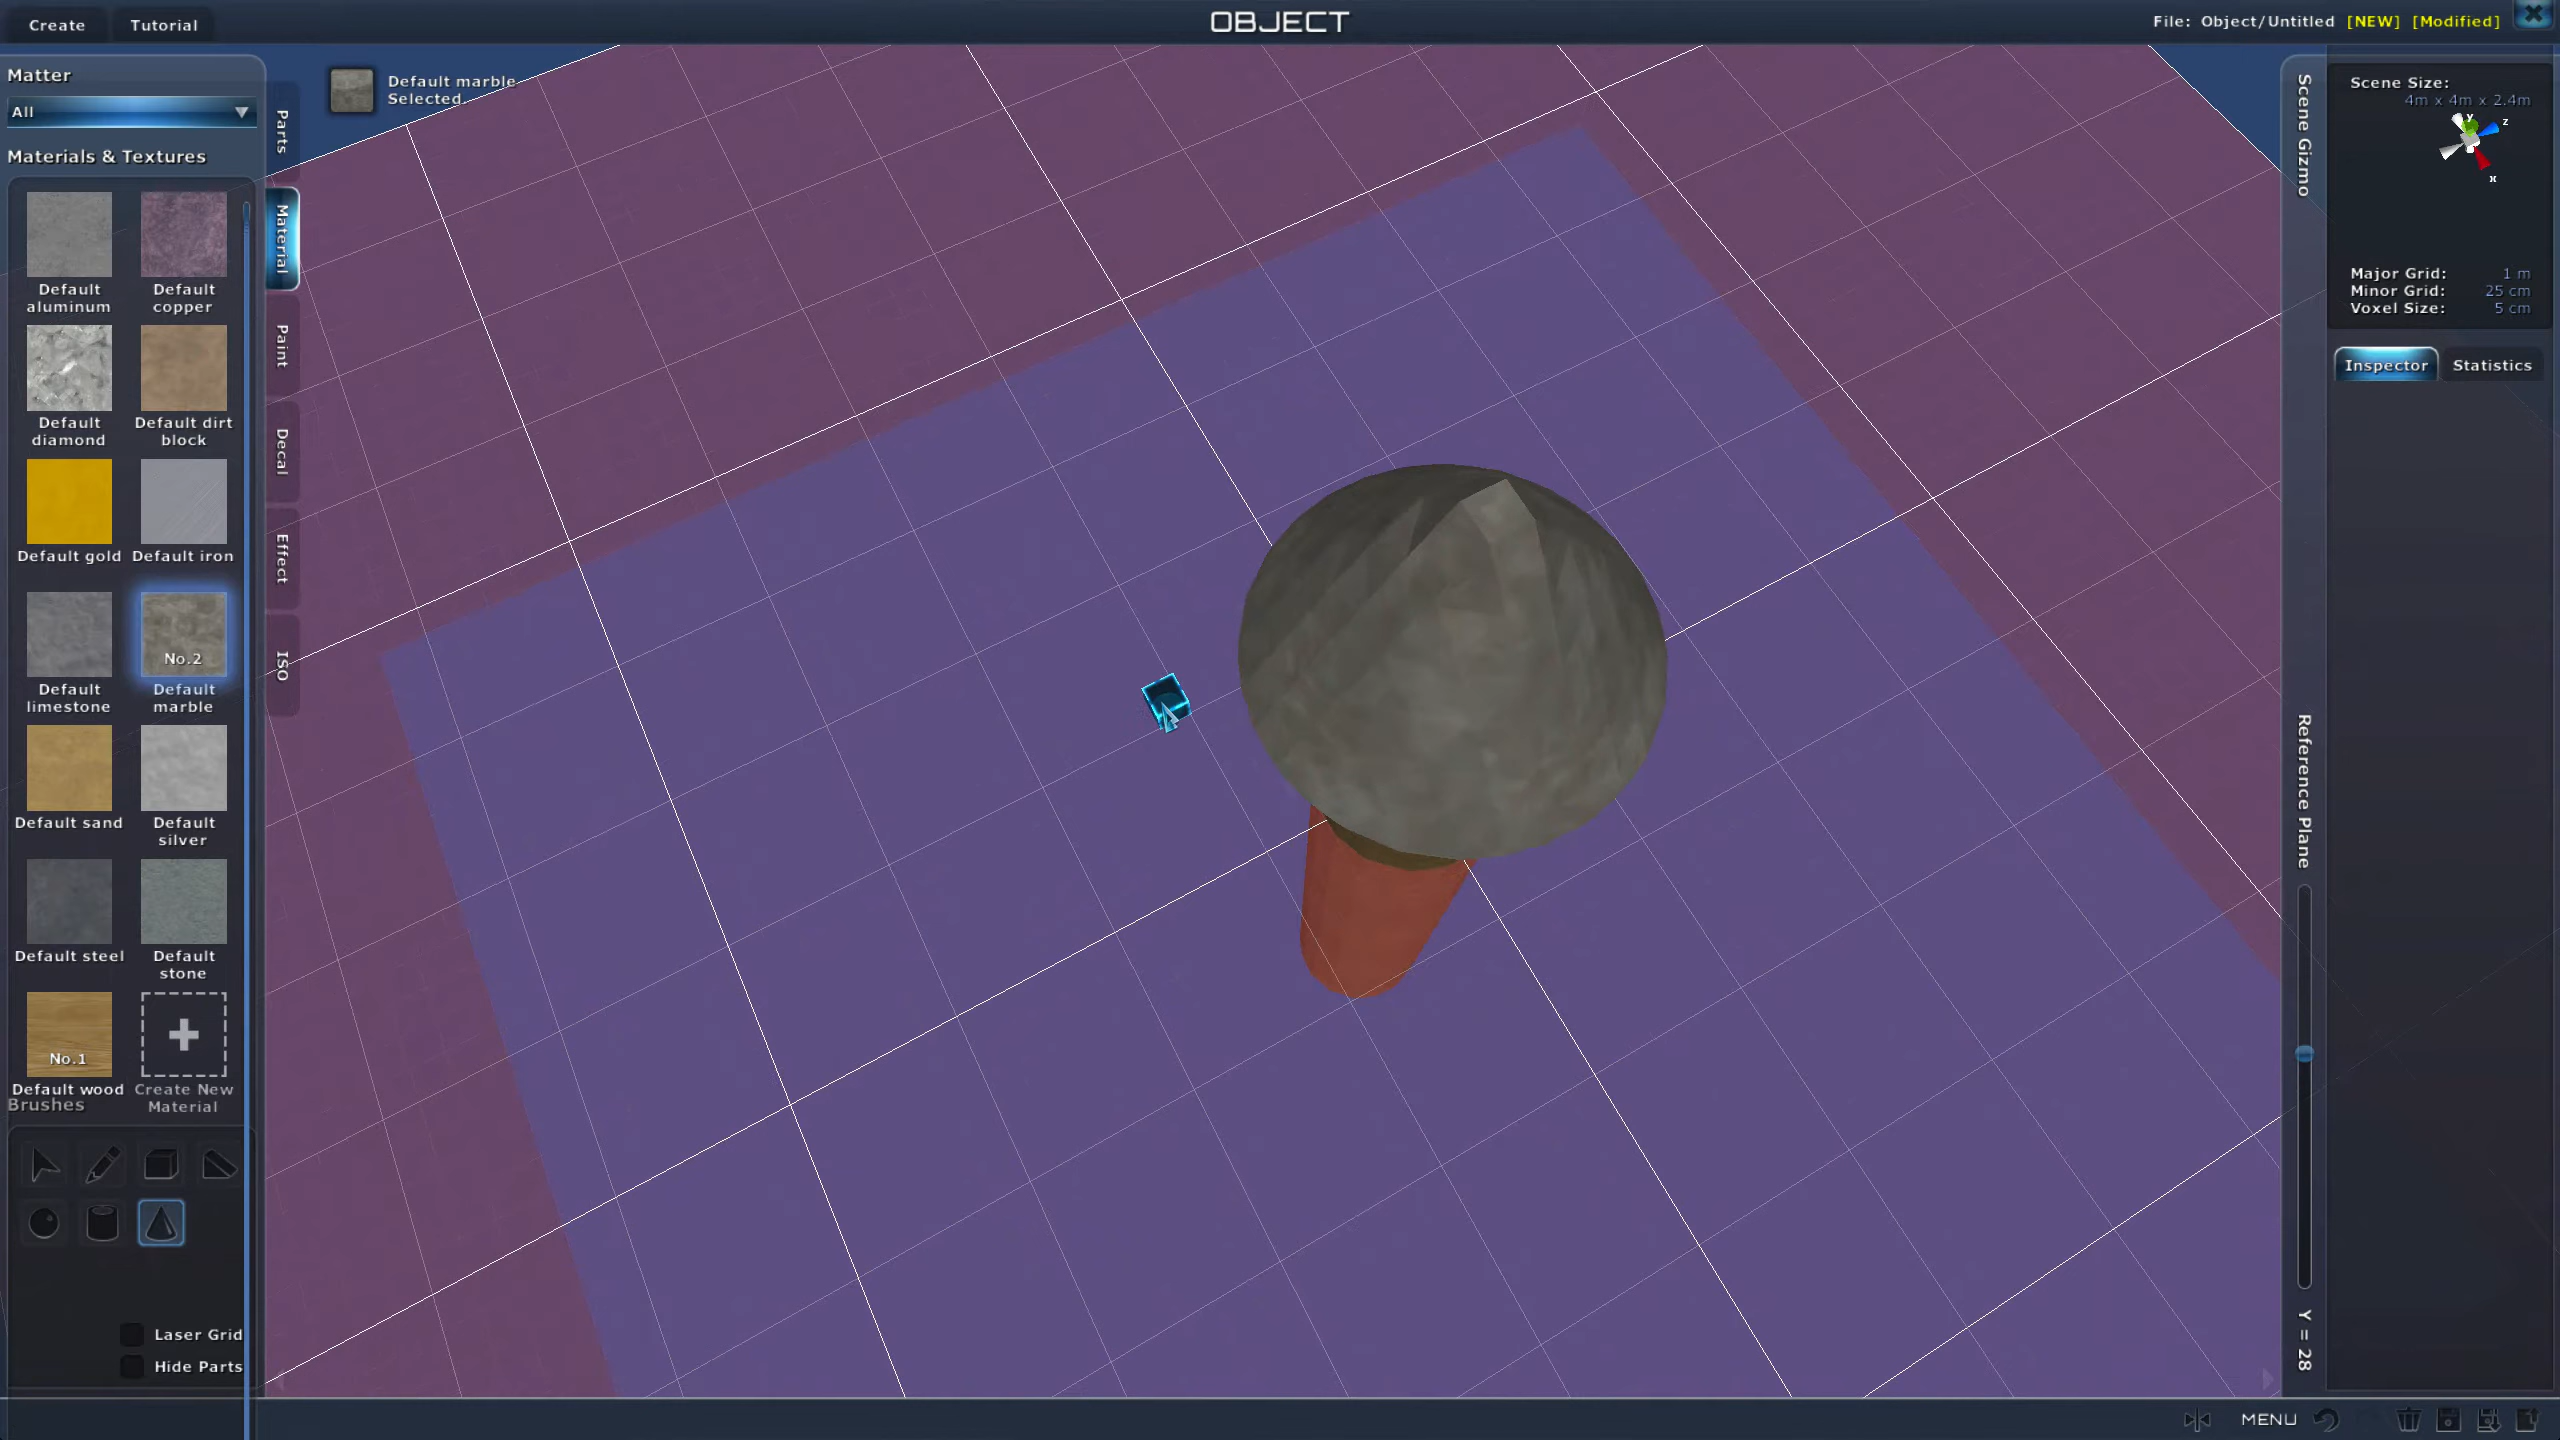 Create
Tutorial
OBJECT
File: Object/Untitled [NEW] [Modified]
Matter
All
Materials & Textures
Default
aluminum
Default
copper
Default
diamond
Default dirt
block
Default gold
Default iron
Default
limestone
No.2
Default
marble
Default sand
Default
silver
Default steel
Default
stone
No.1
Default wood
Create New
Material
Brushes
Laser Grid
Hide Parts
Parts
Material
Paint
Decal
Effect
ISO
Default marble
Selected.
Scene Gizmo
Scene Size:
4m x 4m x 2.4m
y
z
x
Major Grid: 1 m
Minor Grid: 25 cm
Voxel Size: 5 cm
Inspector
Statistics
Reference Plane
Y = 28
MENU